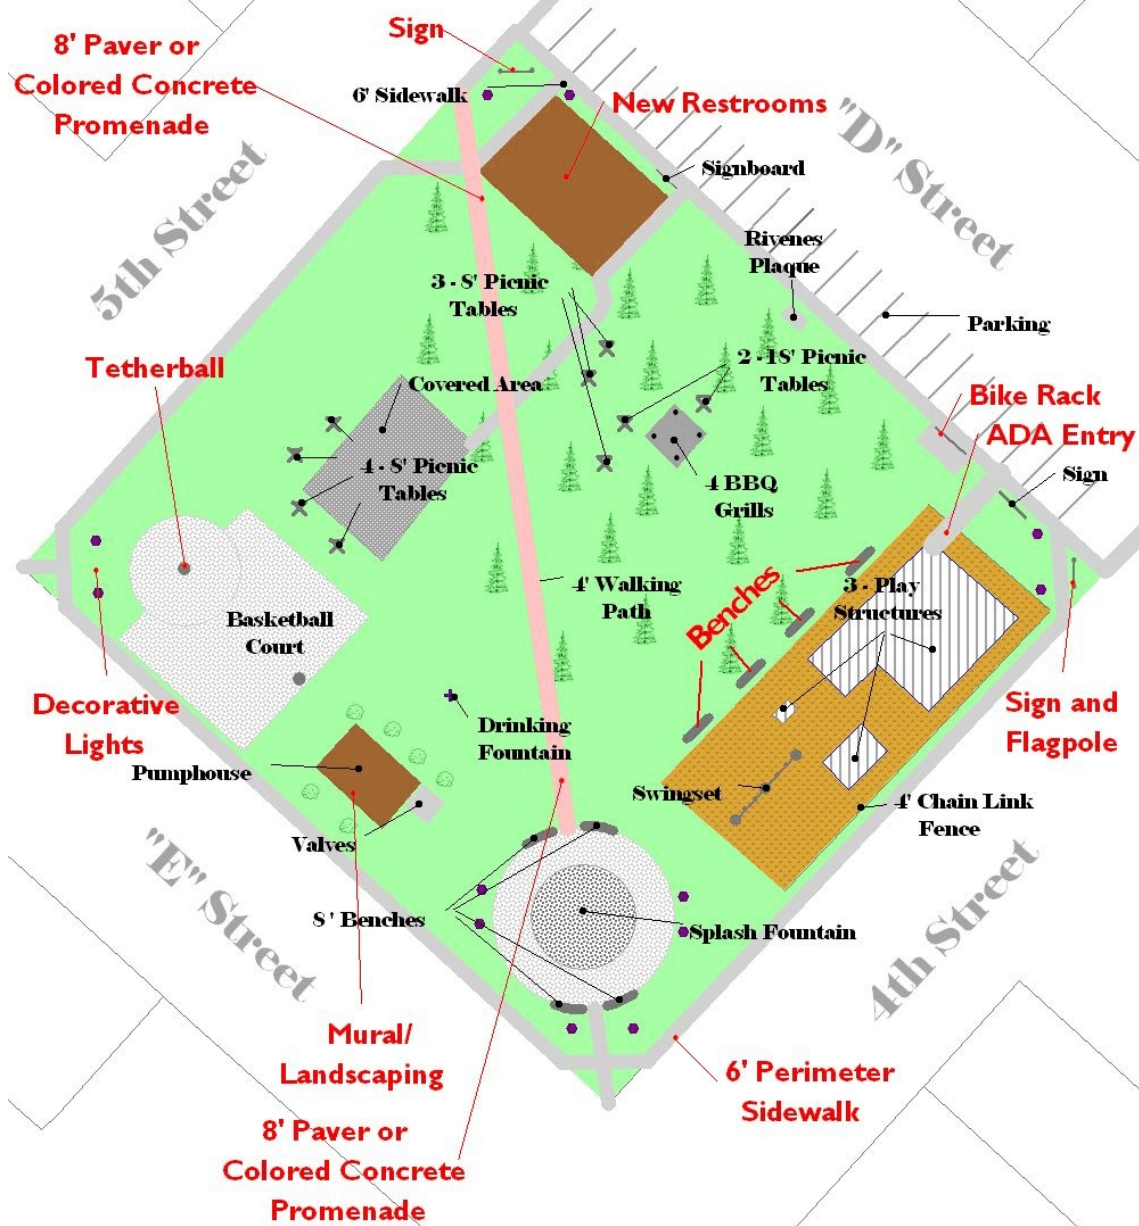 Sign
8' Paver or
Colored Concrete
Promenade
6' Sidewalk
New Restrooms
"D" Street
Signboard
5th Street
Rivenes
Plaque
3 - 8' Picnic
Tables
Parking
Tetherball
Covered Area
2 - 18' Picnic
Tables
Bike Rack
ADA Entry
4 - 8' Picnic
Tables
4 BBQ
Grills
Sign
4' Walking
Path
Benches
3 - Play
Structures
Basketball
Court
Decorative
Lights
Drinking
Fountain
Sign and
Flagpole
Pumphouse
Swingset
4' Chain Link
Fence
Valves
"E" Street
8' Benches
Splash Fountain
4th Street
Mural/
Landscaping
6' Perimeter
Sidewalk
8' Paver or
Colored Concrete
Promenade